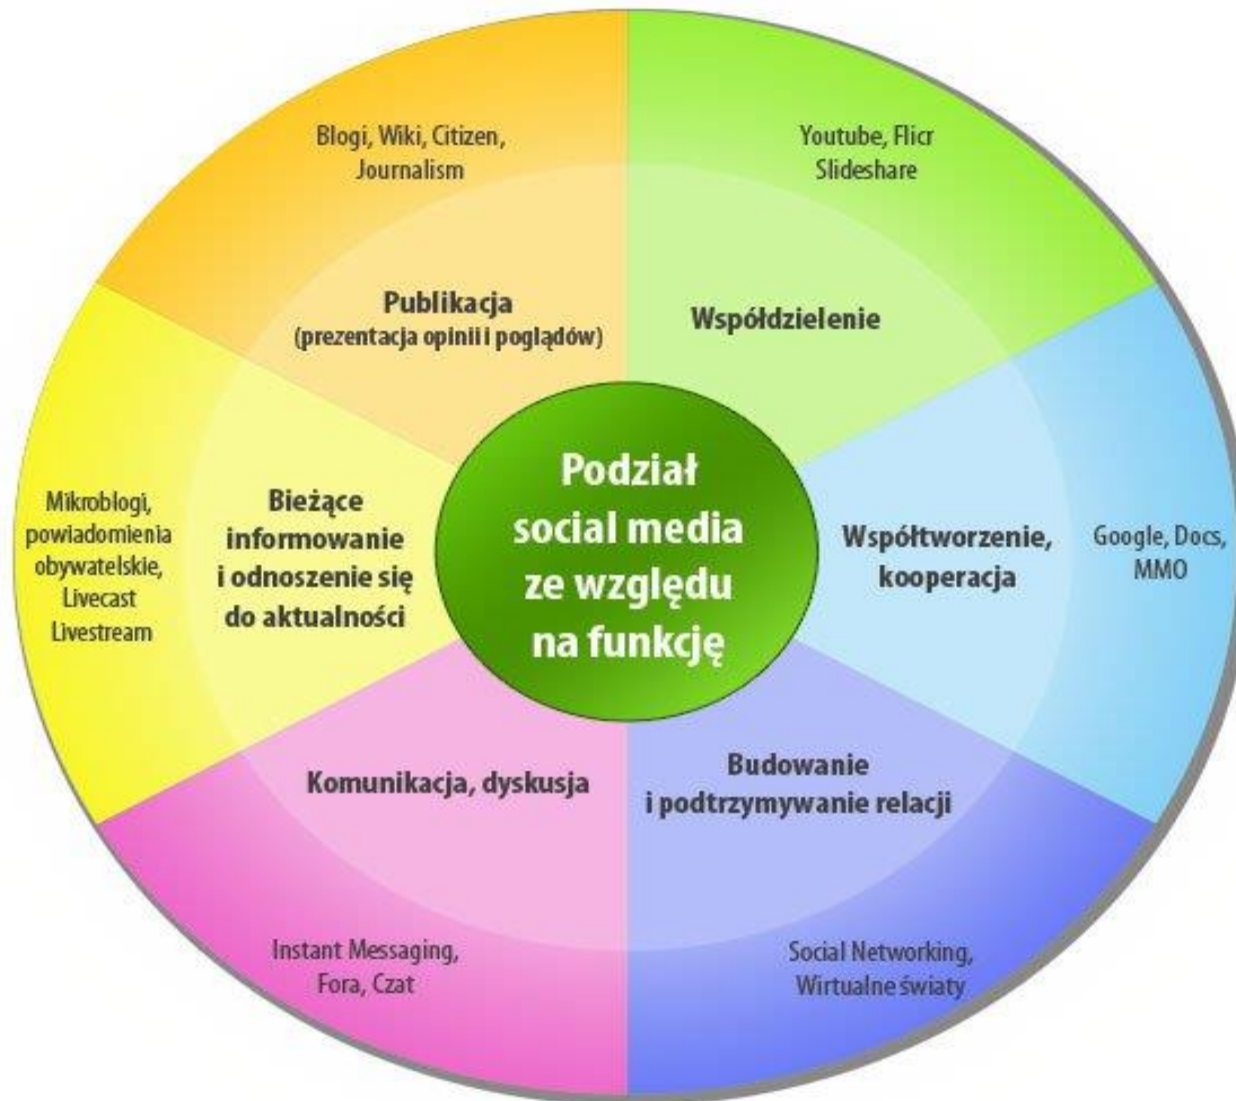 Blogi, Wiki, Citizen,
Journalism
Youtube, Flicr
Slideshare
Publikacja
(prezentacja opinii i poglądów)
Współdzielenie
Mikroblogi,
powiadomienia
obywatelskie,
Livecast
Livestream
Bieżące
informowanie
i odnoszenie się
do aktualności
Podział
social media
ze względu
na funkcję
Współtworzenie,
kooperacja
Google, Docs,
MMO
Komunikacja, dyskusja
Budowanie
i podtrzymywanie relacji
Instant Messaging,
Fora, Czat
Social Networking,
Wirtualne światy